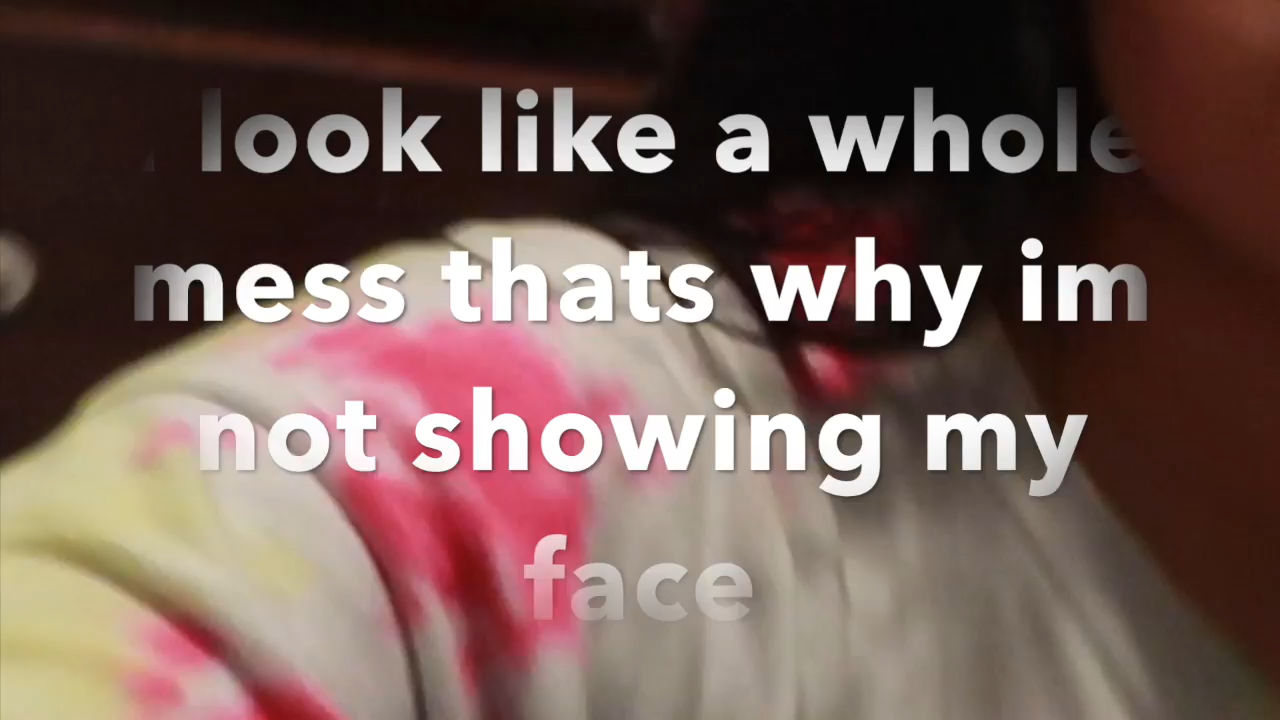 look like a whole
mess thats why im
not showing my
face